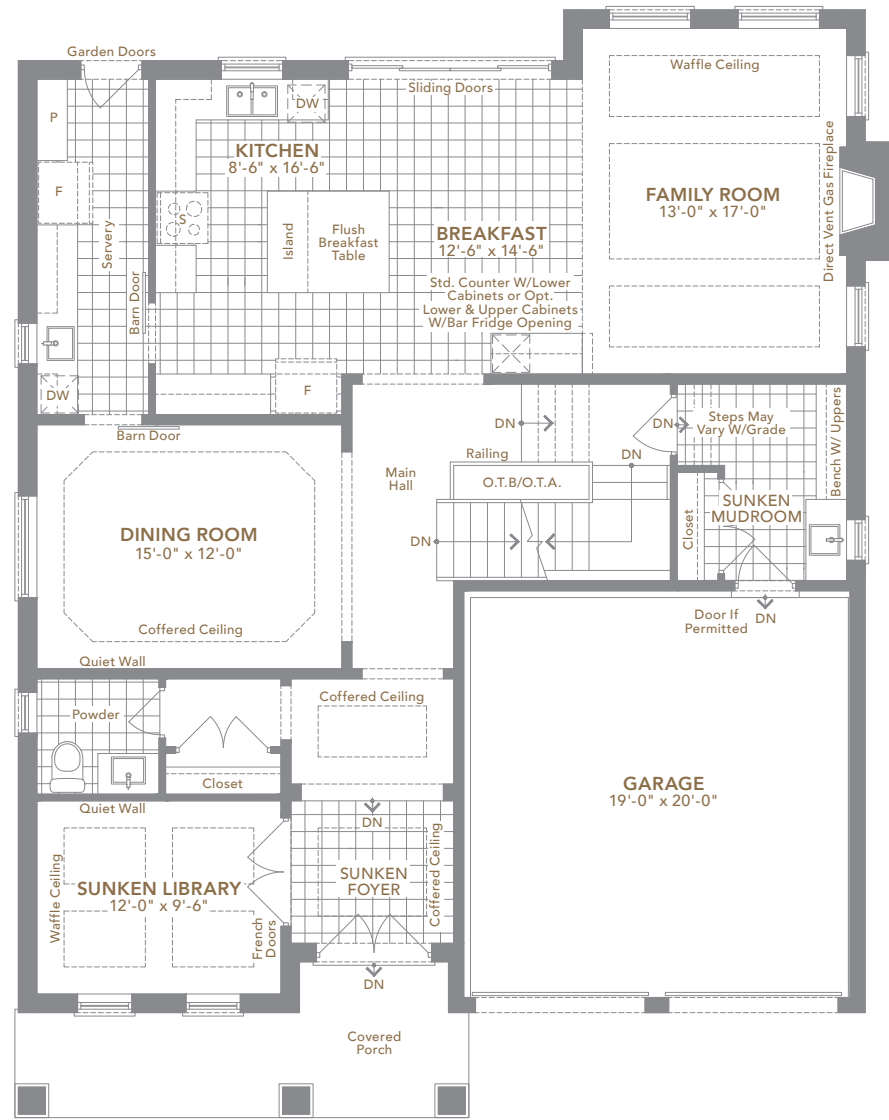 Garden Doors
Waffle Ceiling
Sliding Doors
P
DW
KITCHEN
8'-6" x 16'-6"
Direct Vent Gas Fireplace
F
FAMILY ROOM
13'-0" x 17'-0"
S
Servery
Island
Flush
Breakfast
Table
BREAKFAST
12'-6" x 14'-6"
Barn Door
Std. Counter W/Lower
Cabinets or Opt.
Lower & Upper Cabinets
W/Bar Fridge Opening
DW
F
Barn Door
DN
DN
Steps May
Vary W/Grade
Bench W/ Uppers
Railing
DN
Main
Hall
O.T.B/O.T.A.
DINING ROOM
15'-0" x 12'-0"
DN
Closet
SUNKEN
MUDROOM
Coffered Ceiling
Door If
Permitted
DN
Quiet Wall
Powder
Coffered Ceiling
Closet
GARAGE
19'-0" x 20'-0"
Quiet Wall
DN
Waffle Ceiling
SUNKEN LIBRARY
12'-0" x 9'-6"
French
Doors
SUNKEN
FOYER
Coffered Ceiling
DN
Covered
Porch